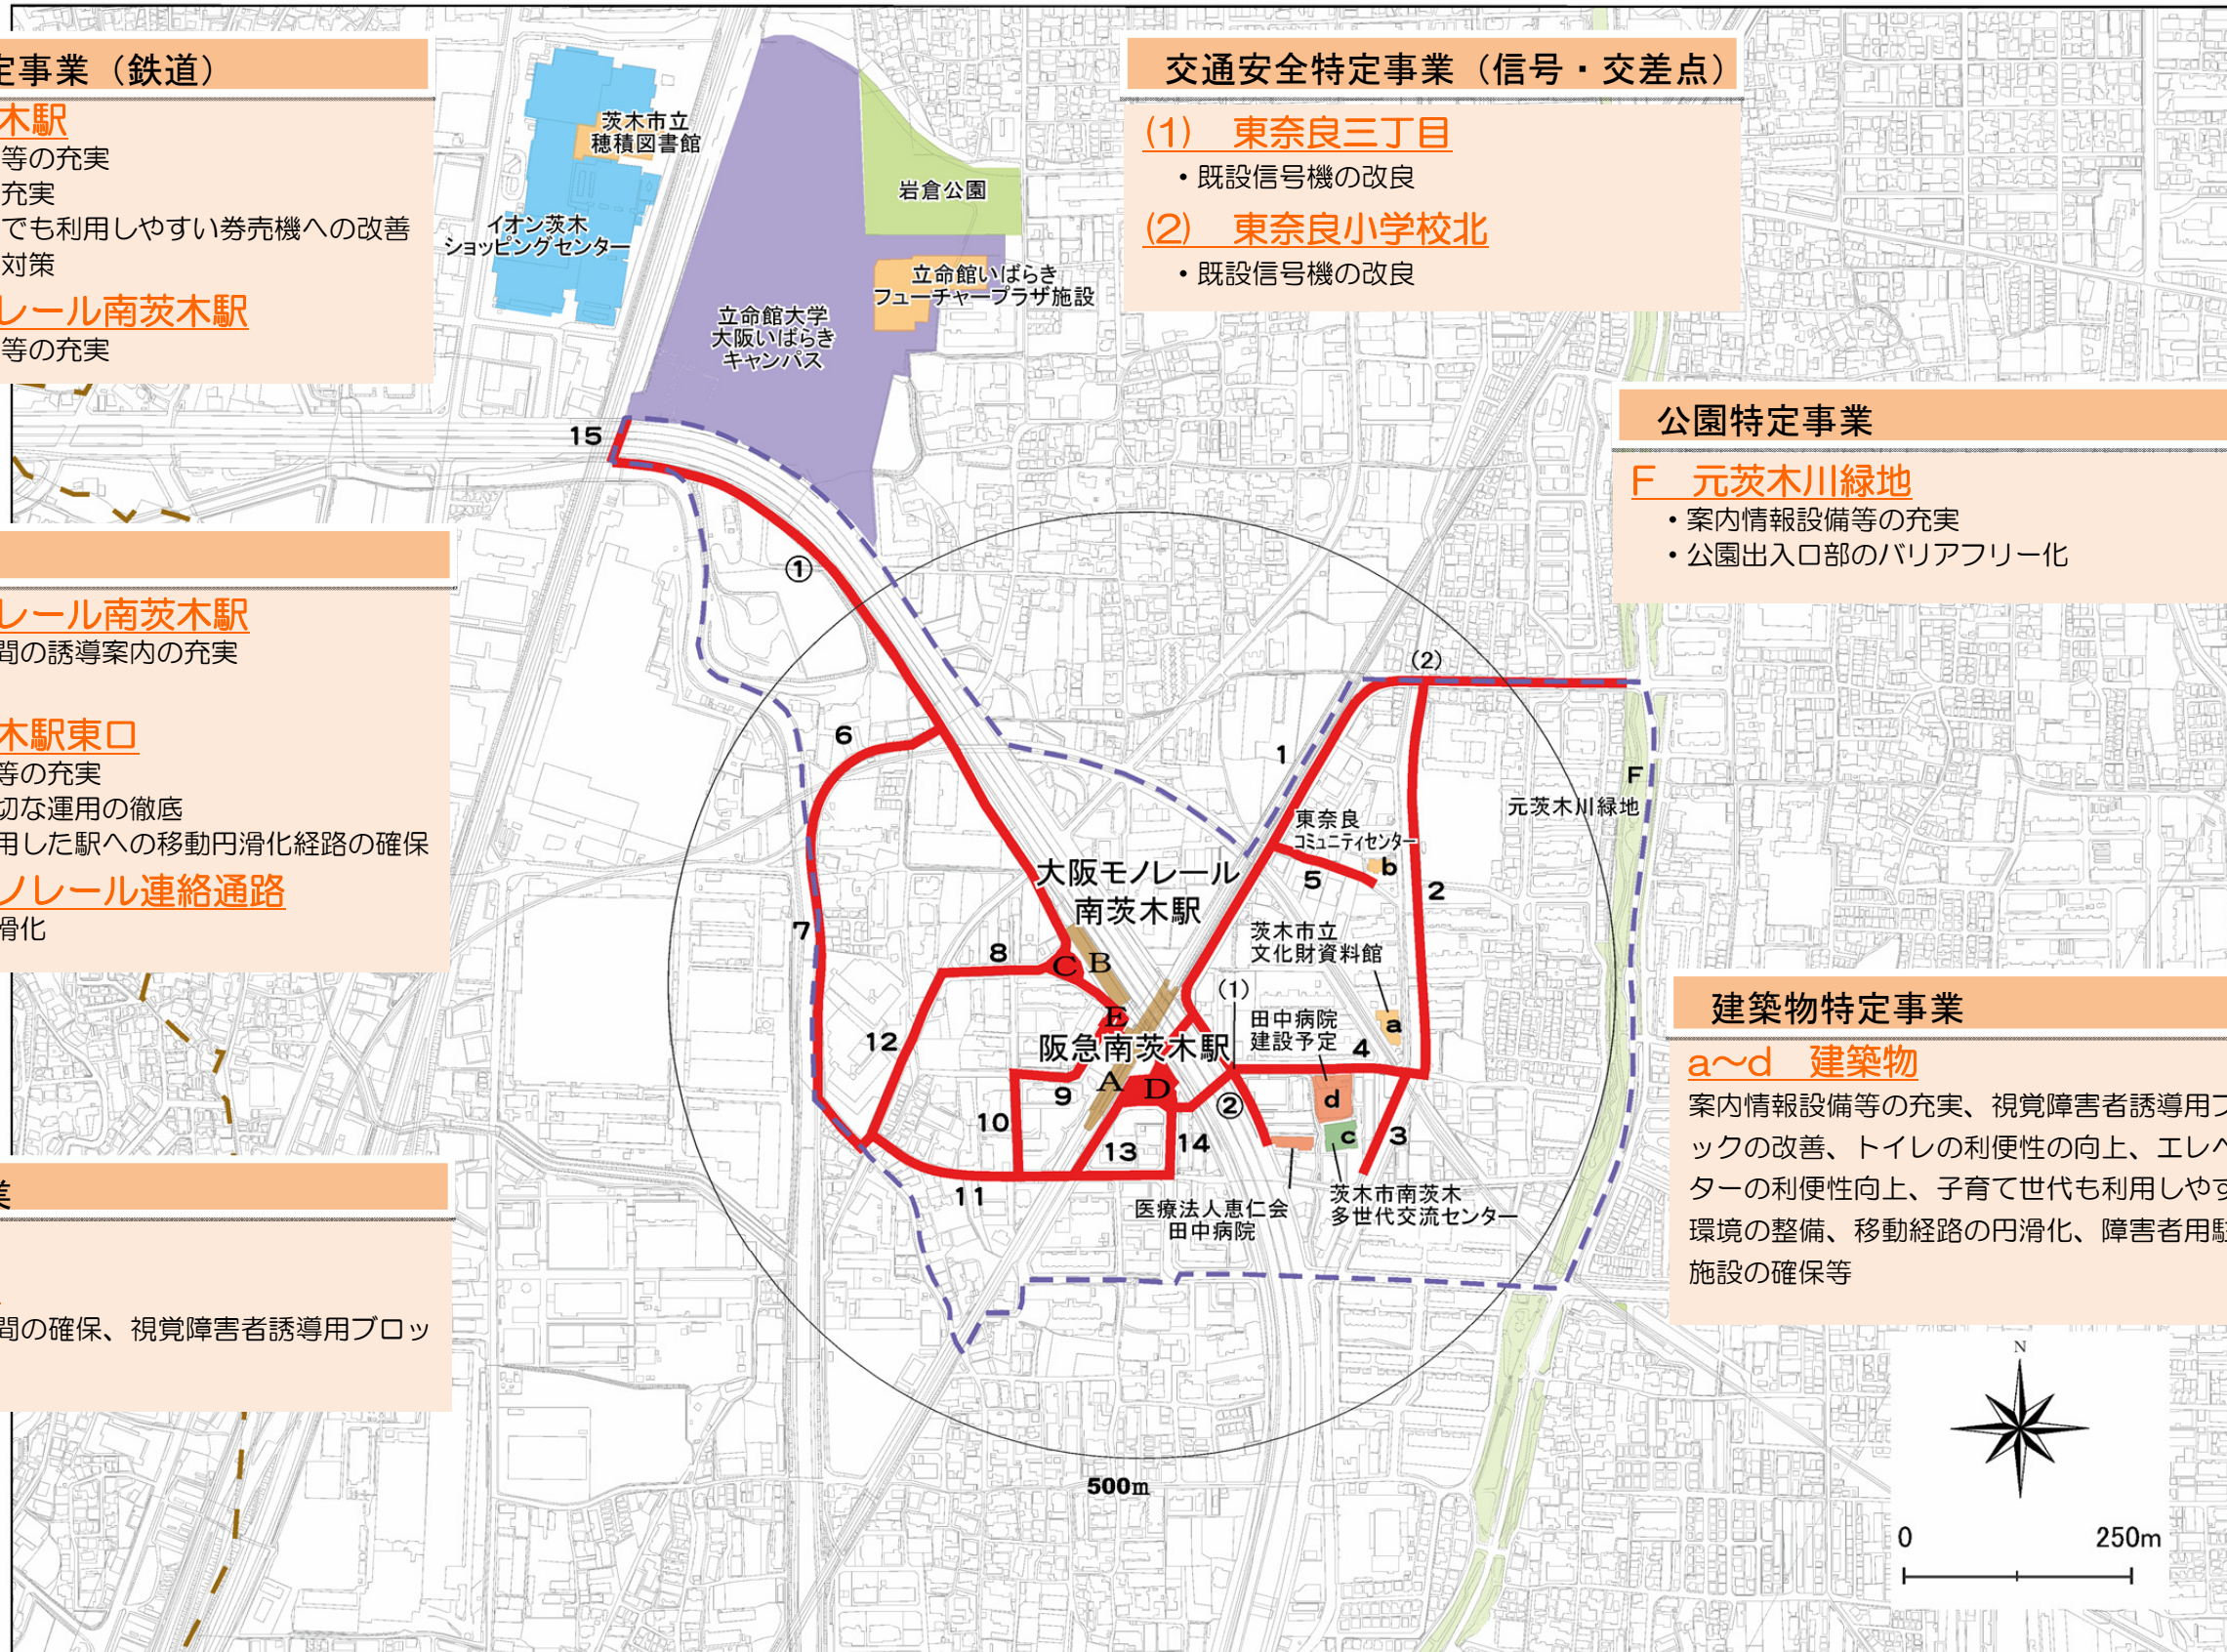 定事業（鉄道）
木駅
等の充実
充実
でも利用しやすい券売機への改善
対策
レール南茨木駅
等の充実
レール南茨木駅
間の誘導案内の充実
木駅東口
等の充実
切な運用の徹底
用した駅への移動円滑化経路の確保
ノレール連絡通路
滑化
業
間の確保、視覚障害者誘導用ブロッ
交通安全特定事業（信号・交差点）
(1) 東奈良三丁目
・既設信号機の改良
(2) 東奈良小学校北
・既設信号機の改良
公園特定事業
F 元茨木川緑地
・案内情報設備等の充実
・公園出入口部のバリアフリー化
建築物特定事業
a～d 建築物
案内情報設備等の充実、視覚障害者誘導用ブ
ックの改善、トイレの利便性の向上、エレベ
ターの利便性向上、子育て世代も利用しやす
環境の整備、移動経路の円滑化、障害者用駐
施設の確保等
茨木市立
穂積図書館
イオン茨木
ショッピングセンター
岩倉公園
立命館いばらき
フューチャープラザ施設
立命館大学
大阪いばらき
キャンパス
15
①
(2)
6
1
F
元茨木川緑地
東奈良
コミュニティセンター
b
5
2
大阪モノレール
南茨木駅
7
8
C
B
茨木市立
文化財資料館
(1)
E
田中病院
建設予定
a
12
阪急南茨木駅
4
A
D
9
②
d
10
c
3
13
14
11
医療法人恵仁会
田中病院
茨木市南茨木
多世代交流センター
500m
N
0
250m